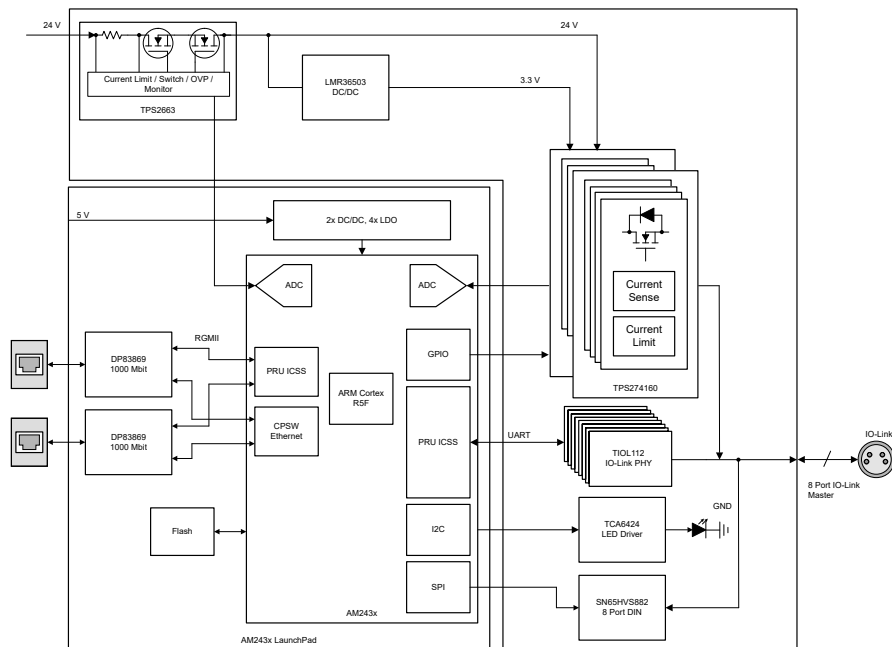 24 V
24 V
Current Limit / Switch / OVP /
Monitor
TPS2663
LMR36503
DC/DC
3.3 V
5 V
2x DC/DC, 4x LDO
ADC
ADC
Current
Sense
Current
Limit
TPS274160
RGMII
DP83869
1000 Mbit
PRU ICSS
GPIO
ARM Cortex
R5F
DP83869
1000 Mbit
CPSW
Ethernet
PRU ICSS
UART
TIOL112
IO-Link PHY
IO-Link
8 Port IO-Link
Master
Flash
I2C
TCA6424
LED Driver
GND
SPI
SN65HVS882
8 Port DIN
AM243x
AM243x LaunchPad